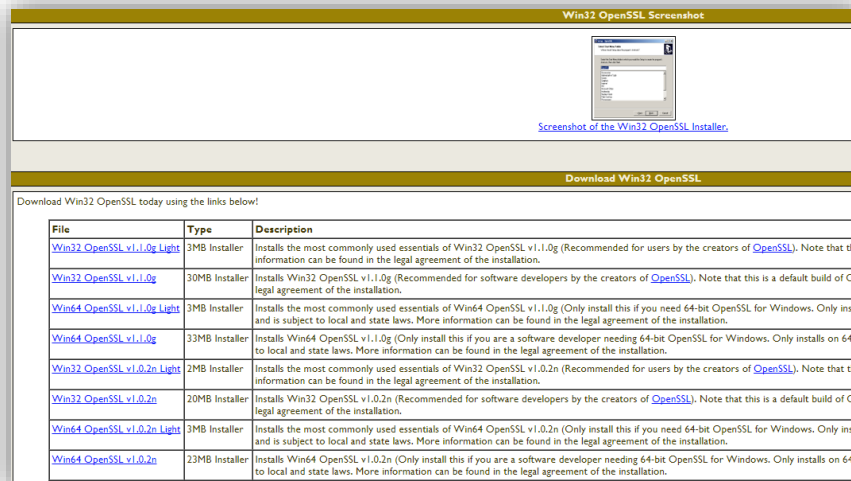 Win32 OpenSSL Screenshot
Screenshot of the Win32 OpenSSL Installer.
Download Win32 OpenSSL
Download Win32 OpenSSL today using the links below!
File Type Description
Win32 OpenSSL v1.1.0g Light 3MB Installer Installs the most commonly used essentials of Win32 OpenSSL v1.1.0g (Recommended for users by the creators of OpenSSL). Note that
information can be found in the legal agreement of the installation.
Win32 OpenSSL v1.1.0g 30MB Installer Installs Win32 OpenSSL v1.1.0g (Recommended for software developers by the creators of OpenSSL). Note that this is a default build of
legal agreement of the installation.
Win64 OpenSSL v1.1.0g Light 3MB Installer Installs the most commonly used essentials of Win64 OpenSSL v1.1.0g (Only install this if you need 64-bit OpenSSL for Windows. Only
and is subject to local and state laws. More information can be found in the legal agreement of the installation.
Win64 OpenSSL v1.1.0g 33MB Installer Installs Win64 OpenSSL v1.1.0g (Only install this if you are a software developer needing 64-bit OpenSSL for Windows. Only installs on 64
to local and state laws. More information can be found in the legal agreement of the installation.
Win32 OpenSSL v1.0.2n Light 2MB Installer Installs the most commonly used essentials of Win32 OpenSSL v1.0.2n (Recommended for users by the creators of OpenSSL). Note that
information can be found in the legal agreement of the installation.
Win32 OpenSSL v1.0.2n 20MB Installer Installs Win32 OpenSSL v1.0.2n (Recommended for software developers by the creators of OpenSSL). Note that this is a default build of
legal agreement of the installation.
Win64 OpenSSL v1.0.2n Light 3MB Installer Installs the most commonly used essentials of Win64 OpenSSL v1.0.2n (Only install this if you need 64-bit OpenSSL for Windows. Only
and is subject to local and state laws. More information can be found in the legal agreement of the installation.
Win64 OpenSSL v1.0.2n 23MB Installer Installs Win64 OpenSSL v1.0.2n (Only install this if you are a software developer needing 64-bit OpenSSL for Windows. Only installs on 64
to local and state laws. More information can be found in the legal agreement of the installation.